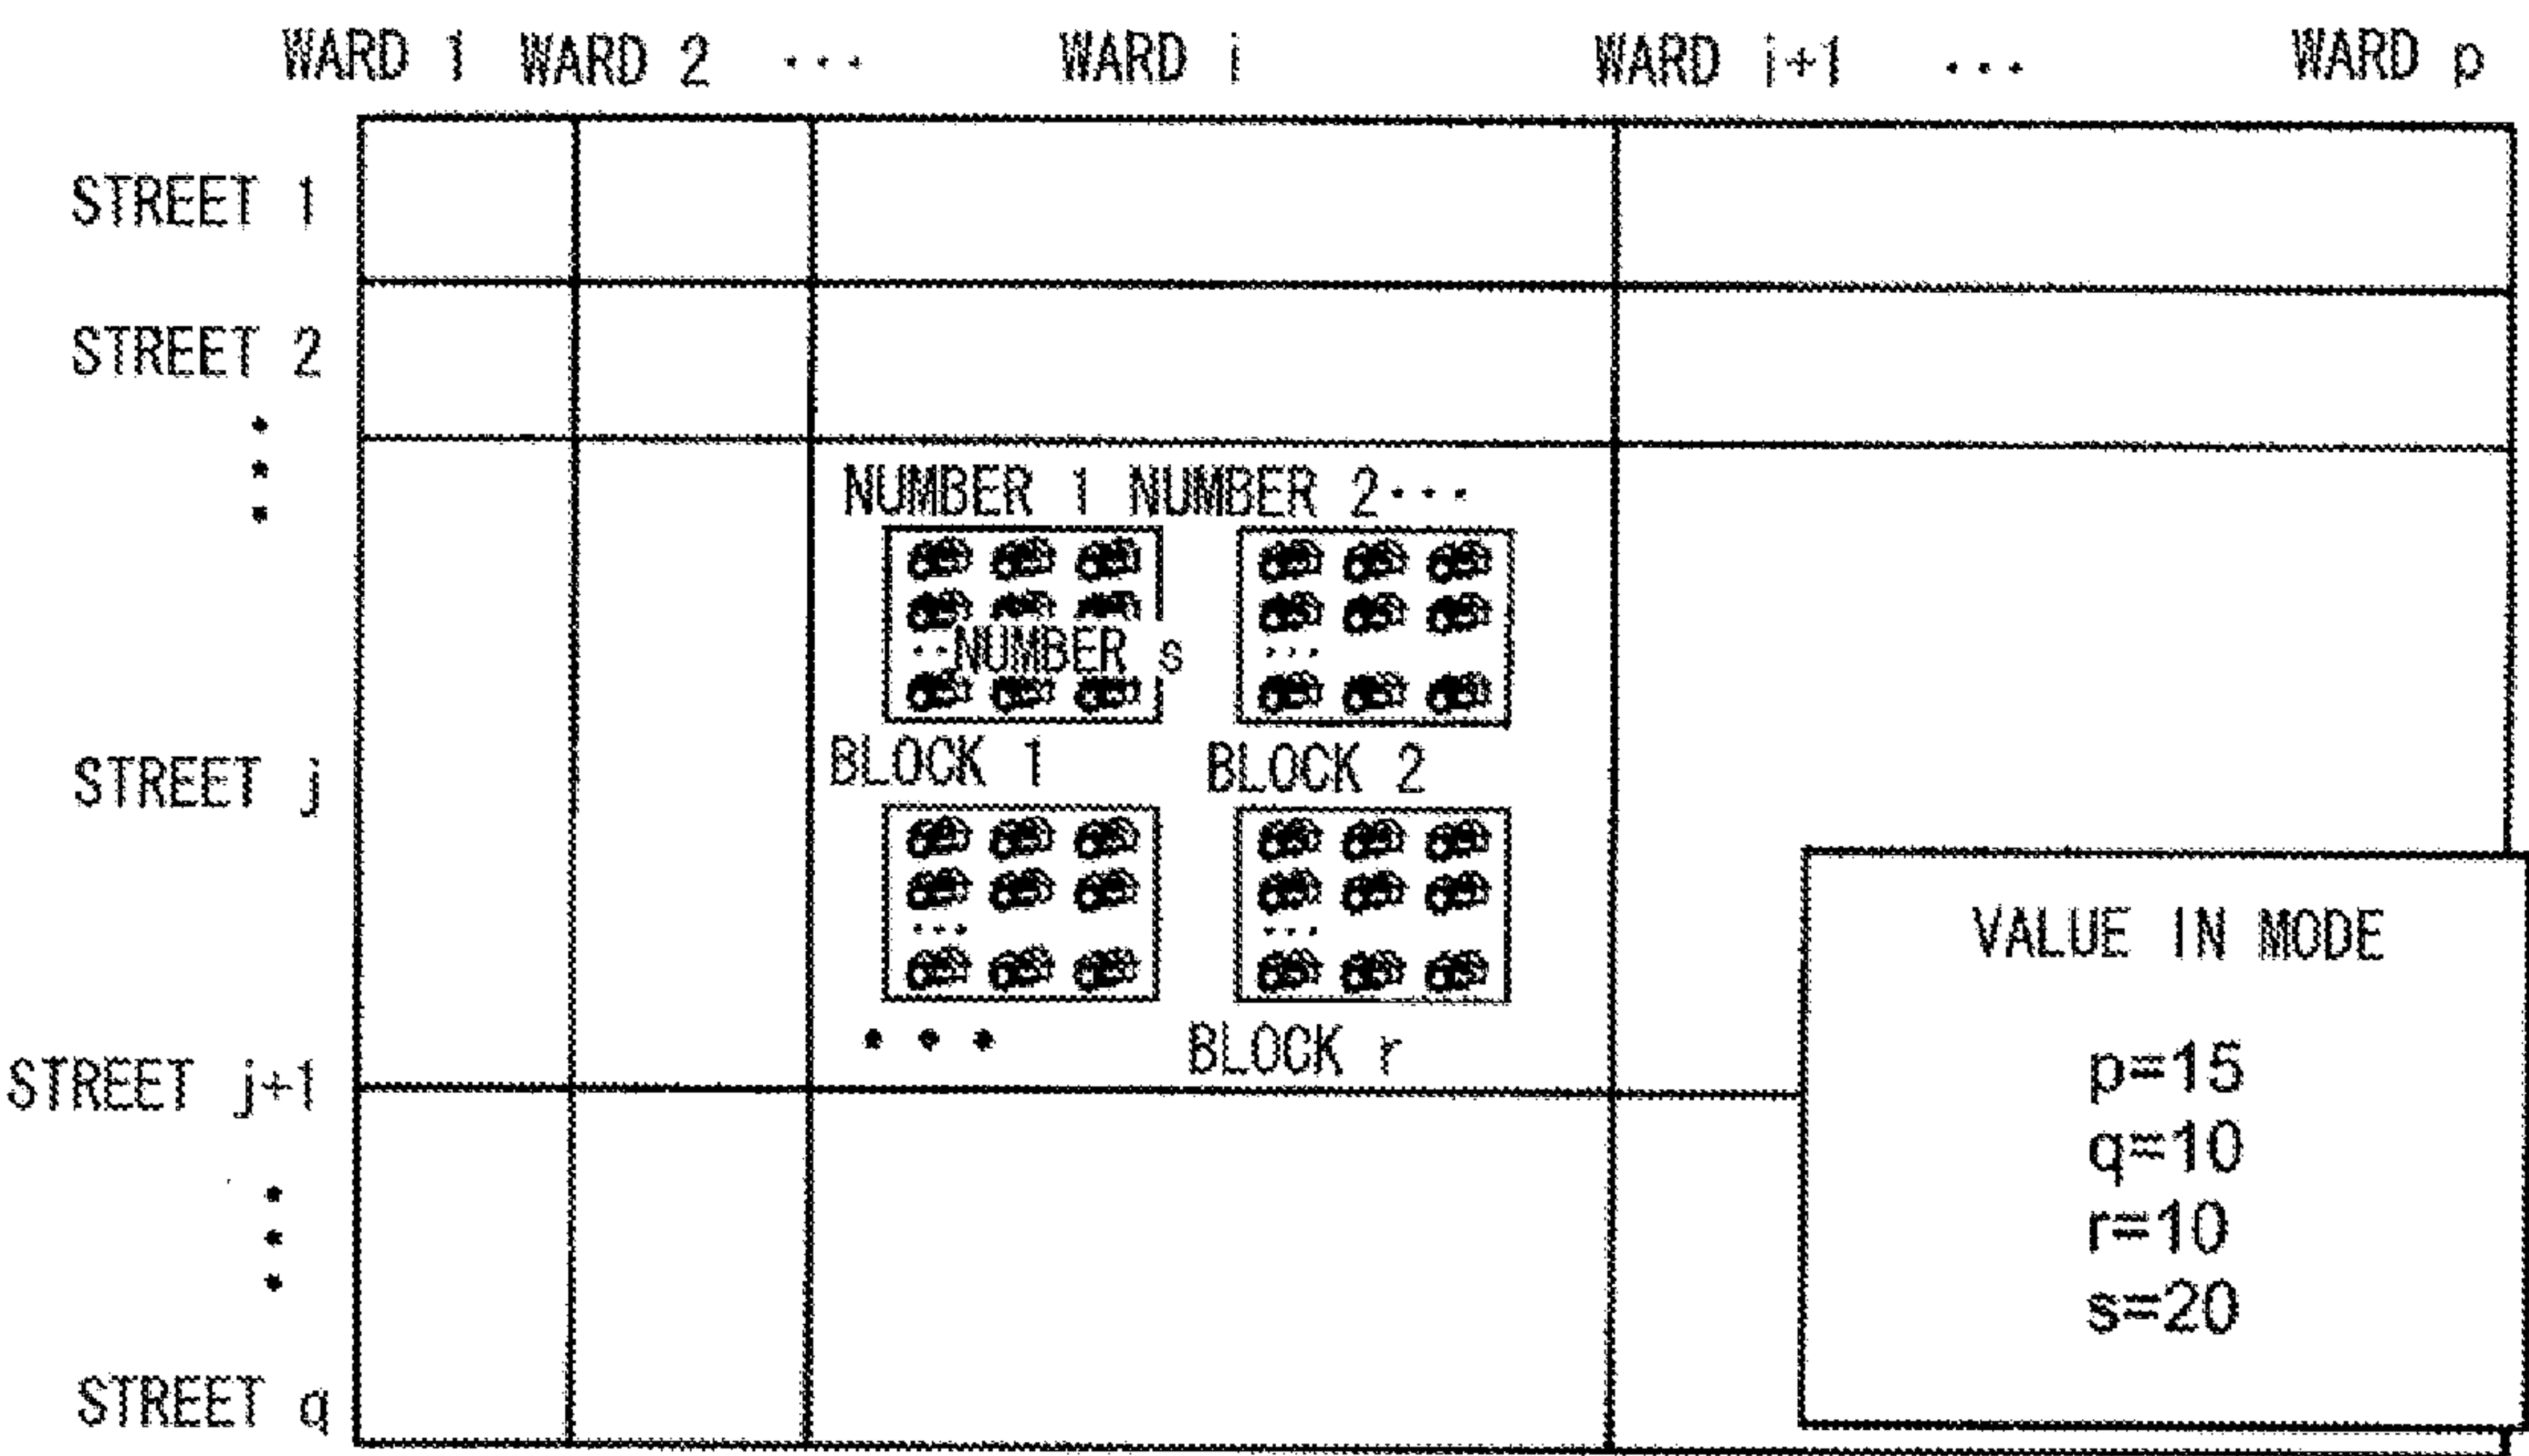 WARD 1 WARD 2 ··· WARD i WARD i+1 ··· WARD p
STREET 1
STREET 2
NUMBER 1 NUMBER 2···
··NUMBER s ···
STREET j
BLOCK 1 BLOCK 2
··· ···
VALUE IN MODE
STREET j+1
••• BLOCK r
p=15
q=10
r=10
s=20
STREET q